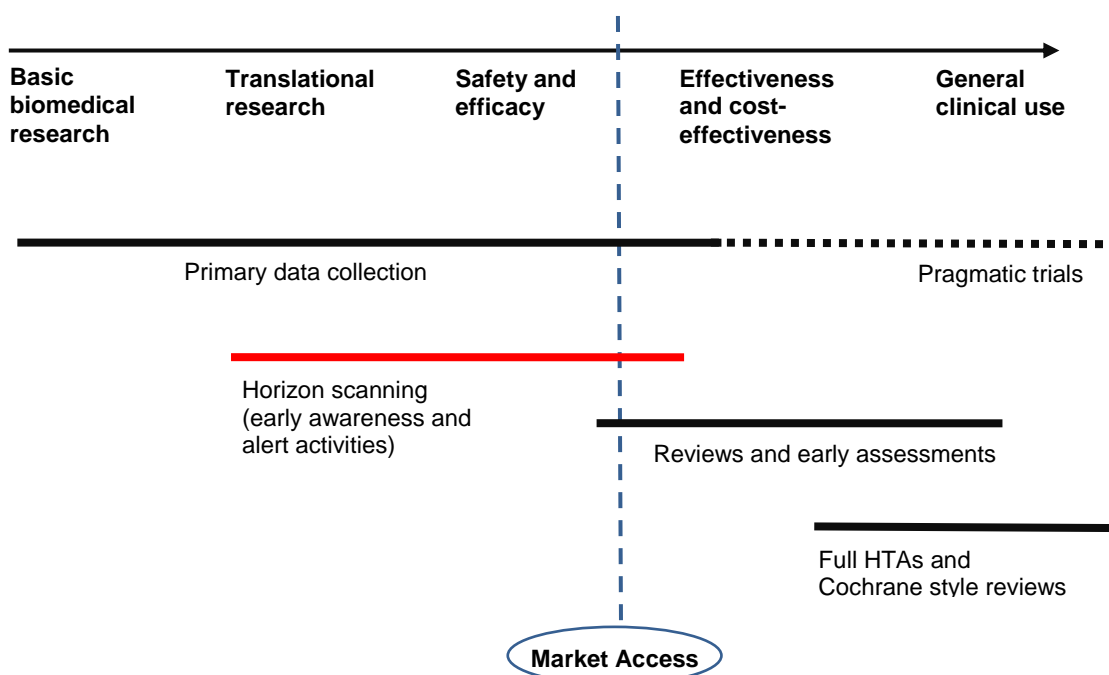 Basic
biomedical
research
Translational
research
Safety and
efficacy
Effectiveness
and cost-
effectiveness
General
clinical use
Primary data collection
Pragmatic trials
Horizon scanning
(early awareness and
alert activities)
Reviews and early assessments
Full HTAs and
Cochrane style reviews
Market Access